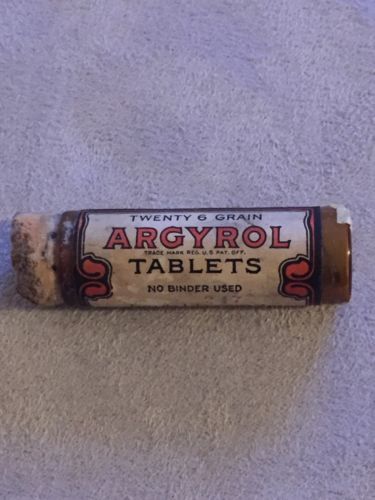 TWENTY 6 GRAIN
ARGYROL
TRADE MARK REG. U.S. PAT. OFF.
TABLETS
NO BINDER USED